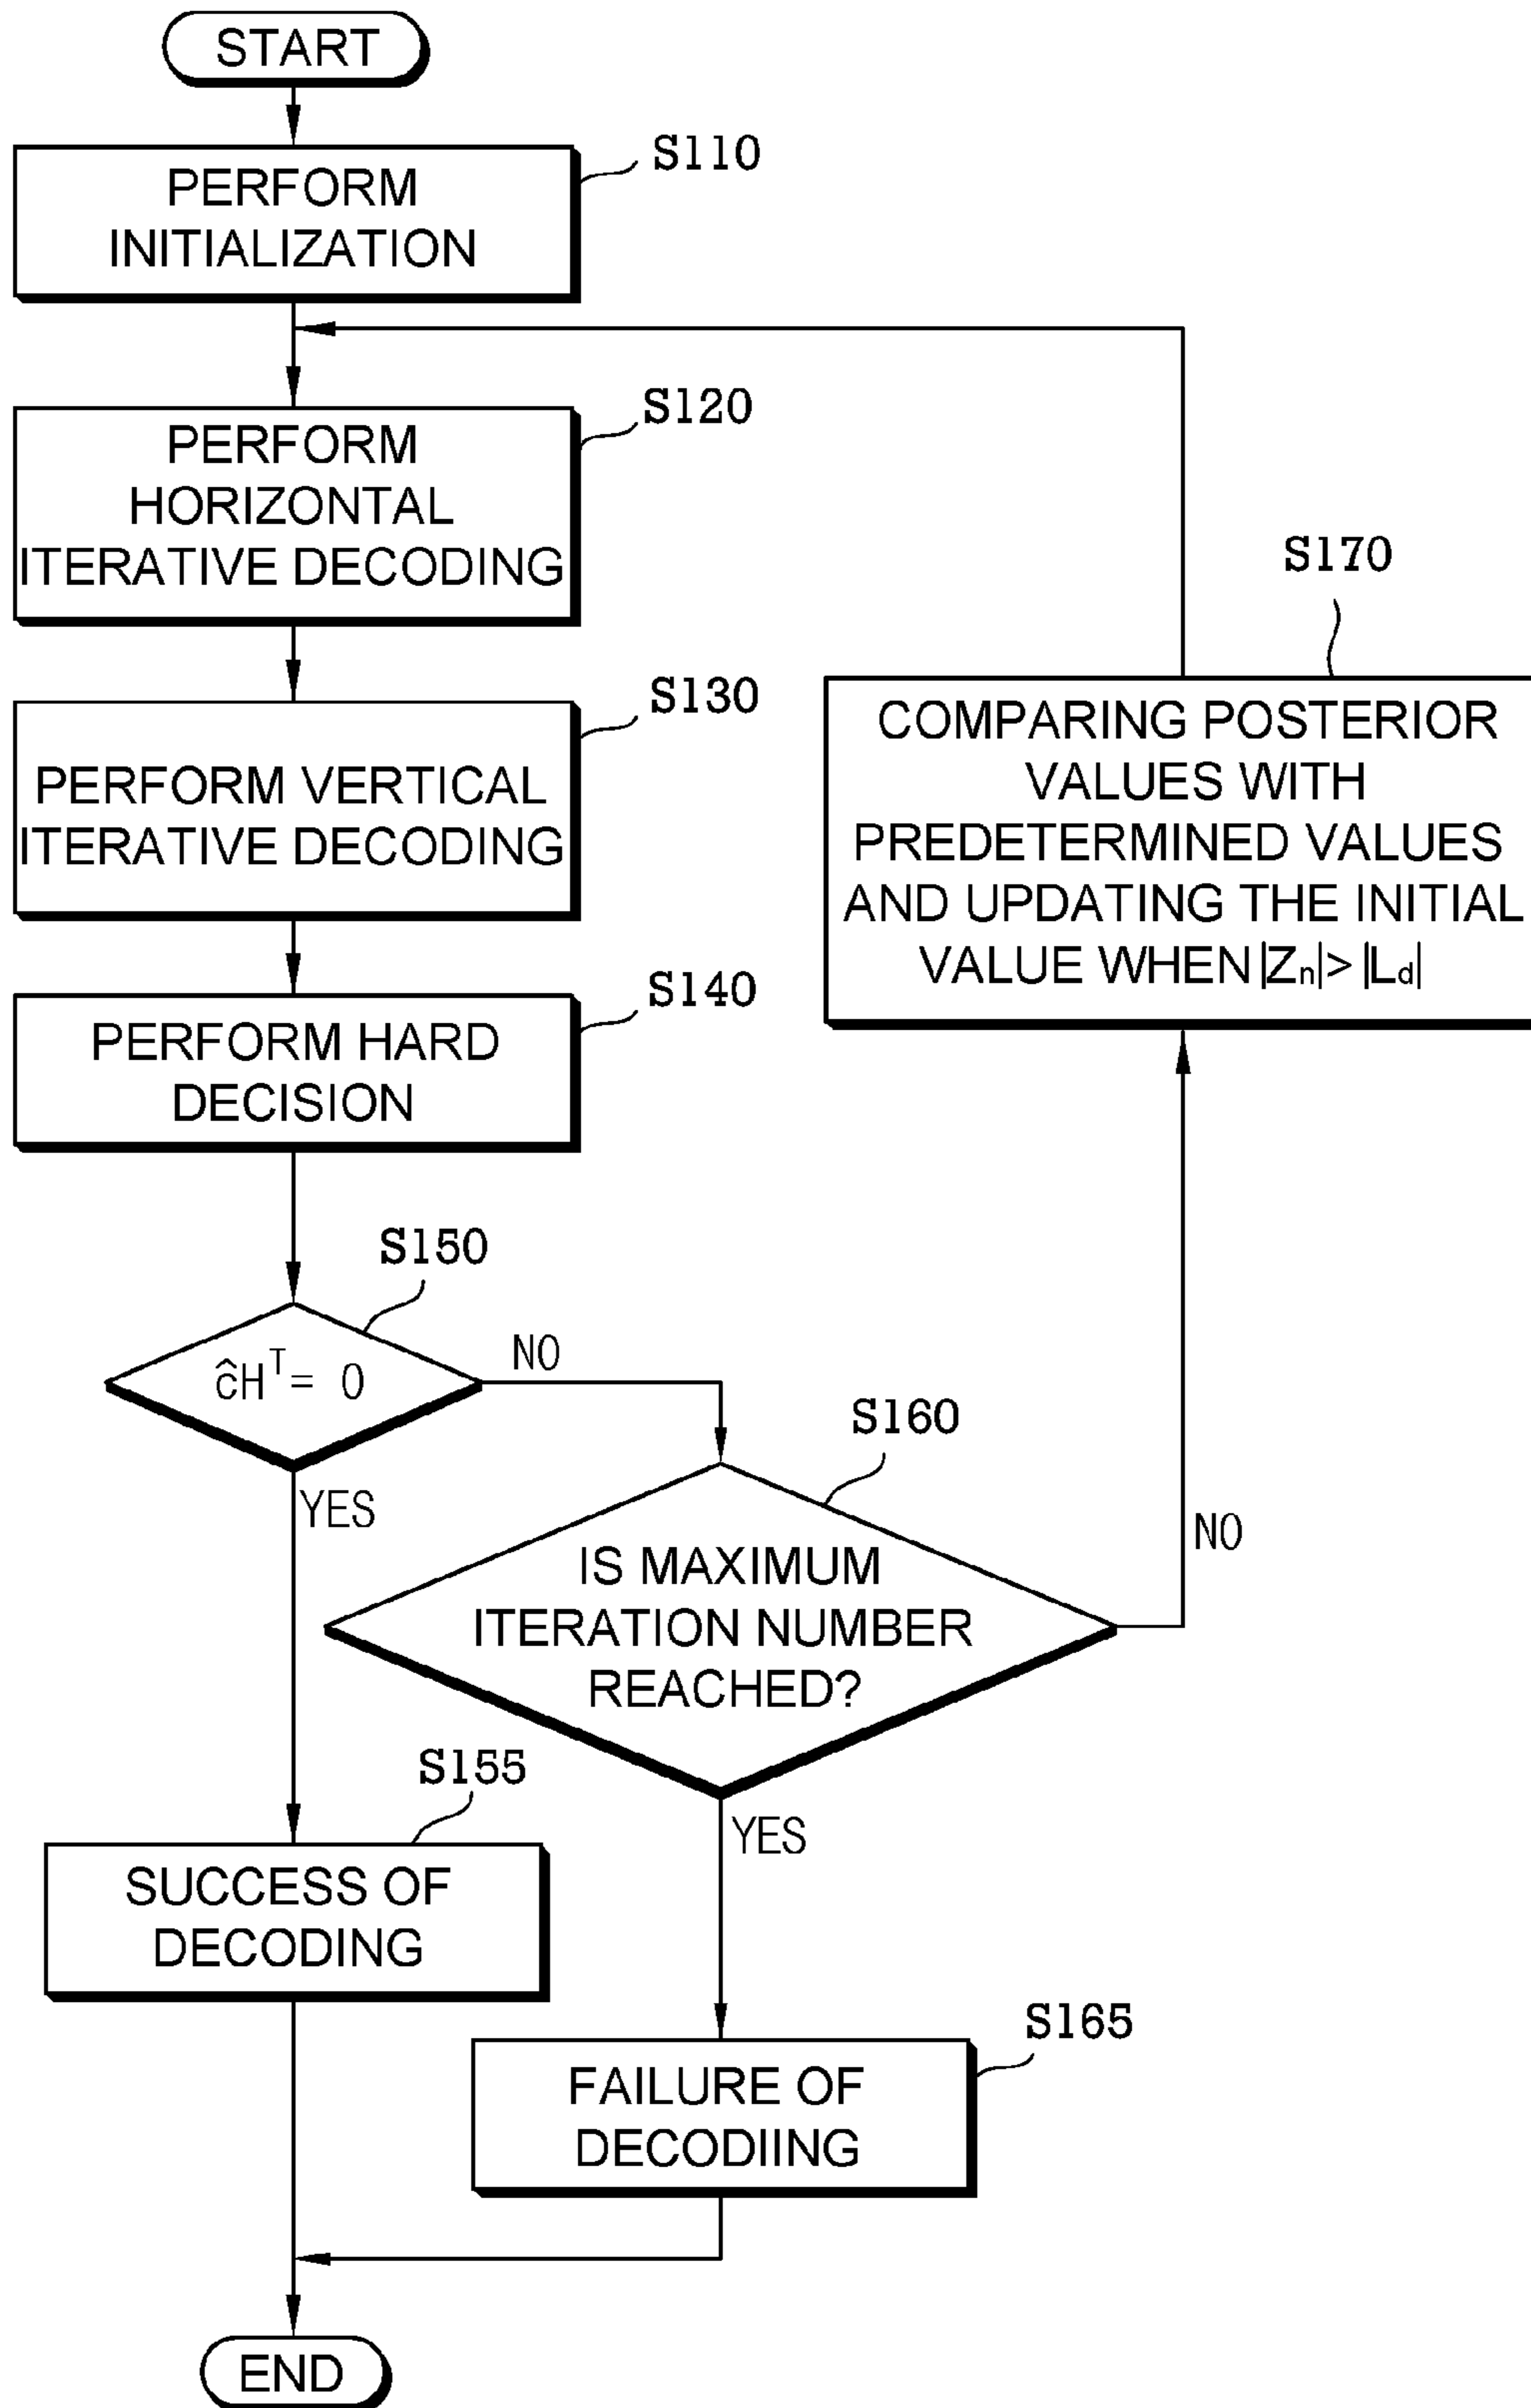 START
S110
PERFORM
INITIALIZATION
S120
PERFORM
HORIZONTAL
ITERATIVE DECODING
S130
PERFORM VERTICAL
ITERATIVE DECODING
S140
PERFORM HARD
DECISION
S150
ĉHᵀ= 0
NO
YES
S160
IS MAXIMUM
ITERATION NUMBER
REACHED?
NO
YES
S170
COMPARING POSTERIOR
VALUES WITH
PREDETERMINED VALUES
AND UPDATING THE INITIAL
VALUE WHEN |Zₙ|> |L_d|
S155
SUCCESS OF
DECODING
S165
FAILURE OF
DECODIING
END